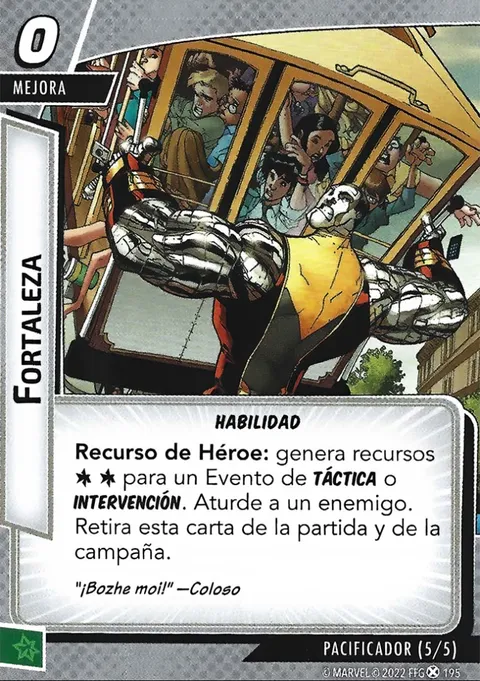 0
MEJORA
FORTALEZA
HABILIDAD
Recurso de Héroe: genera recursos
para un Evento de TÁCTICA o
INTERVENCIÓN. Aturde a un enemigo.
Retira esta carta de la partida y de la
campaña.
"¡Bozhe moi!" —Coloso
PACIFICADOR (5/5)
© MARVEL © 2022 FFG 195